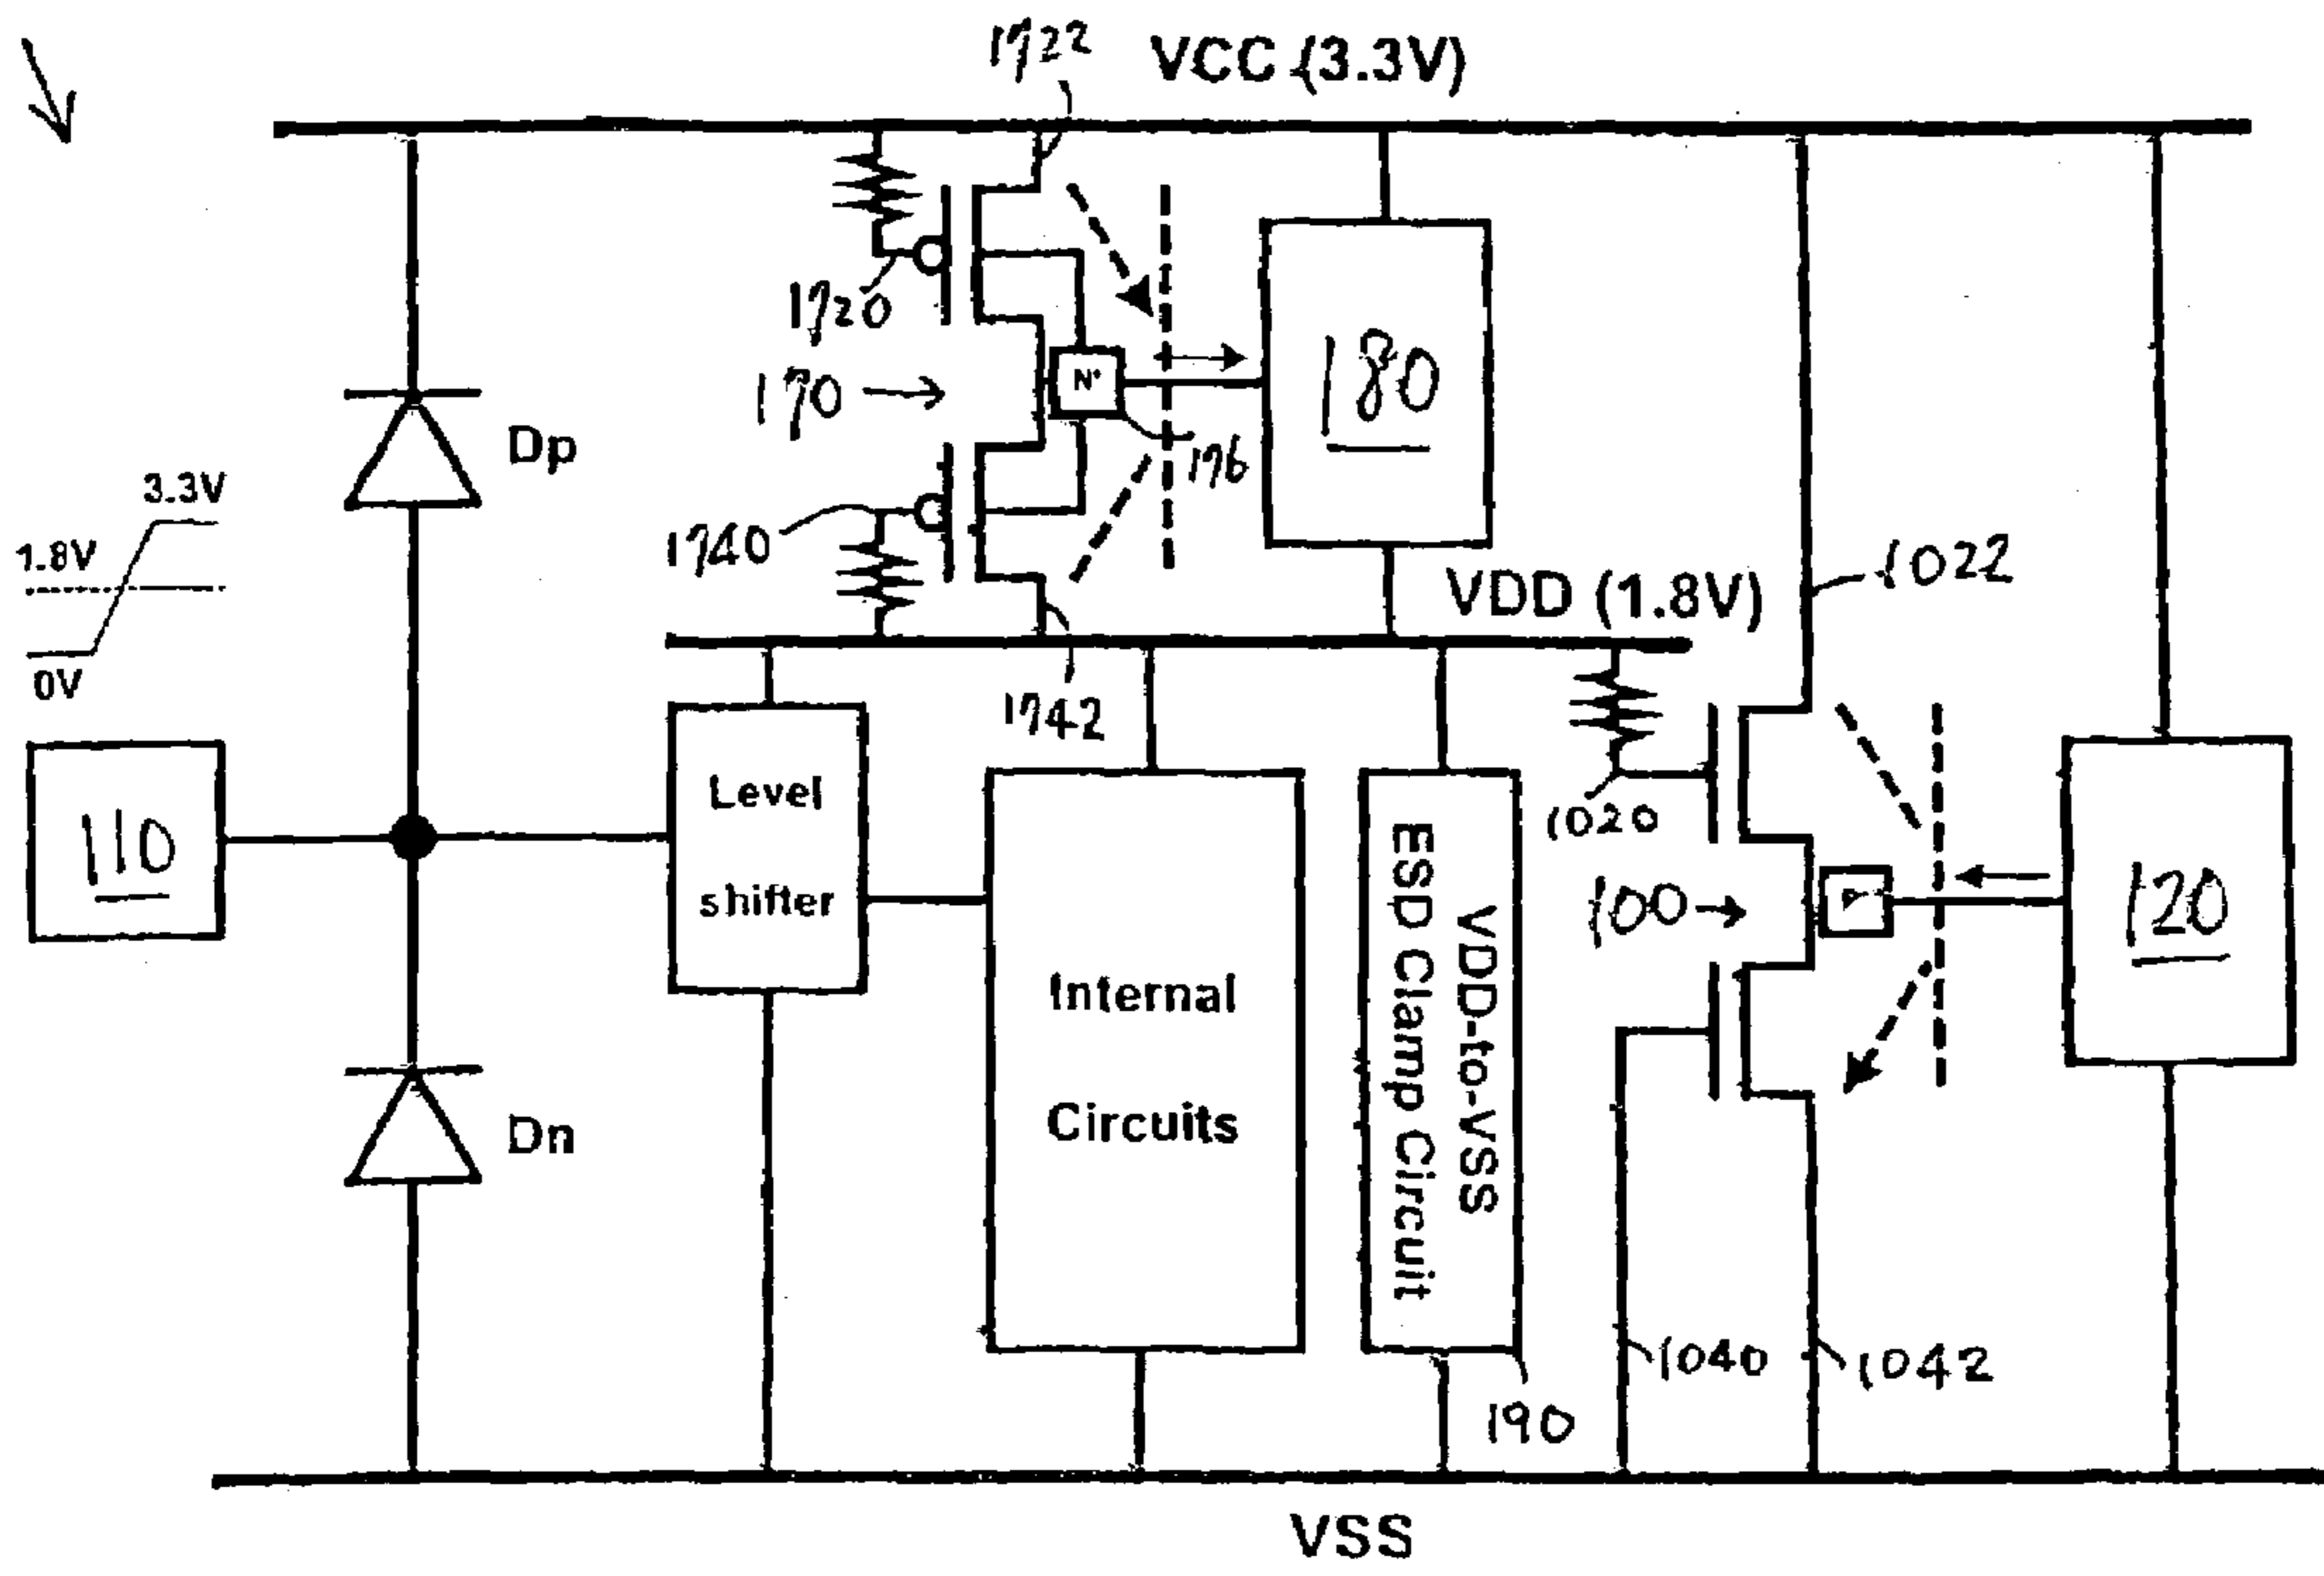 1722
VCC (3.3V)
1720
170
N+
180
176
Dp
3.3V
1.8V
0V
1740
VDD (1.8V)
1022
1742
110
Level
shifter
Internal
Circuits
VDD-to-VSS
ESD Clamp Circuit
1020
100
120
Dn
1040
1042
190
VSS